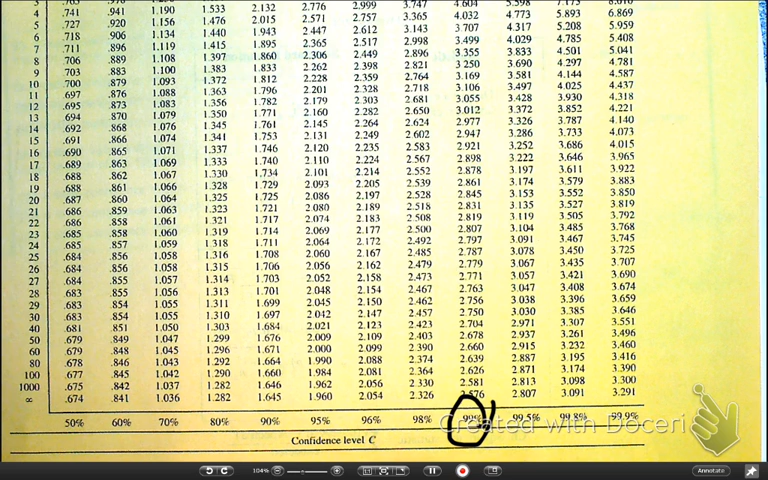 4 .741 .941 1.190 1.533 2.132 2.776 2.999 3.747 4.604 5.598 7.173 8.610
5 .727 .920 1.156 1.476 2.015 2.571 2.757 3.365 4.032 4.773 5.893 6.869
6 .718 .906 1.134 1.440 1.943 2.447 2.612 3.143 3.707 4.317 5.208 5.959
7 .711 .896 1.119 1.415 1.895 2.365 2.517 2.998 3.499 4.029 4.785 5.408
8 .706 .889 1.108 1.397 1.860 2.306 2.449 2.896 3.355 3.833 4.501 5.041
9 .703 .883 1.100 1.383 1.833 2.262 2.398 2.821 3.250 3.690 4.297 4.781
10 .700 .879 1.093 1.372 1.812 2.228 2.359 2.764 3.169 3.581 4.144 4.587
11 .697 .876 1.088 1.363 1.796 2.201 2.328 2.718 3.106 3.497 4.025 4.437
12 .695 .873 1.083 1.356 1.782 2.179 2.303 2.681 3.055 3.428 3.930 4.318
13 .694 .870 1.079 1.350 1.771 2.160 2.282 2.650 3.012 3.372 3.852 4.221
14 .692 .868 1.076 1.345 1.761 2.145 2.264 2.624 2.977 3.326 3.787 4.140
15 .691 .866 1.074 1.341 1.753 2.131 2.249 2.602 2.947 3.286 3.733 4.073
16 .690 .865 1.071 1.337 1.746 2.120 2.235 2.583 2.921 3.252 3.686 4.015
17 .689 .863 1.069 1.333 1.740 2.110 2.224 2.567 2.898 3.222 3.646 3.965
18 .688 .862 1.067 1.330 1.734 2.101 2.214 2.552 2.878 3.197 3.611 3.922
19 .688 .861 1.066 1.328 1.729 2.093 2.205 2.539 2.861 3.174 3.579 3.883
20 .687 .860 1.064 1.325 1.725 2.086 2.197 2.528 2.845 3.153 3.552 3.850
21 .686 .859 1.063 1.323 1.721 2.080 2.189 2.518 2.831 3.135 3.527 3.819
22 .686 .858 1.061 1.321 1.717 2.074 2.183 2.508 2.819 3.119 3.505 3.792
23 .685 .858 1.060 1.319 1.714 2.069 2.177 2.500 2.807 3.104 3.485 3.768
24 .685 .857 1.059 1.318 1.711 2.064 2.172 2.492 2.797 3.091 3.467 3.745
25 .684 .856 1.058 1.316 1.708 2.060 2.167 2.485 2.787 3.078 3.450 3.725
26 .684 .856 1.058 1.315 1.706 2.056 2.162 2.479 2.779 3.067 3.435 3.707
27 .684 .855 1.057 1.314 1.703 2.052 2.158 2.473 2.771 3.057 3.421 3.690
28 .683 .855 1.056 1.313 1.701 2.048 2.154 2.467 2.763 3.047 3.408 3.674
29 .683 .854 1.055 1.311 1.699 2.045 2.150 2.462 2.756 3.038 3.396 3.659
30 .683 .854 1.055 1.310 1.697 2.042 2.147 2.457 2.750 3.030 3.385 3.646
40 .681 .851 1.050 1.303 1.684 2.021 2.123 2.423 2.704 2.971 3.307 3.551
50 .679 .849 1.047 1.299 1.676 2.009 2.109 2.403 2.678 2.937 3.261 3.496
60 .679 .848 1.045 1.296 1.671 2.000 2.099 2.390 2.660 2.915 3.232 3.460
80 .678 .846 1.043 1.292 1.664 1.990 2.088 2.374 2.639 2.887 3.195 3.416
100 .677 .845 1.042 1.290 1.660 1.984 2.081 2.364 2.626 2.871 3.174 3.390
1000 .675 .842 1.037 1.282 1.646 1.962 2.056 2.330 2.581 2.813 3.098 3.300
∞ .674 .841 1.036 1.282 1.645 1.960 2.054 2.326 2.576 2.807 3.091 3.291
50% 60% 70% 80% 90% 95% 96% 98% 99% 99.5% 99.8% 99.9%
Created with Doceri
Confidence level C
104%
Annotate